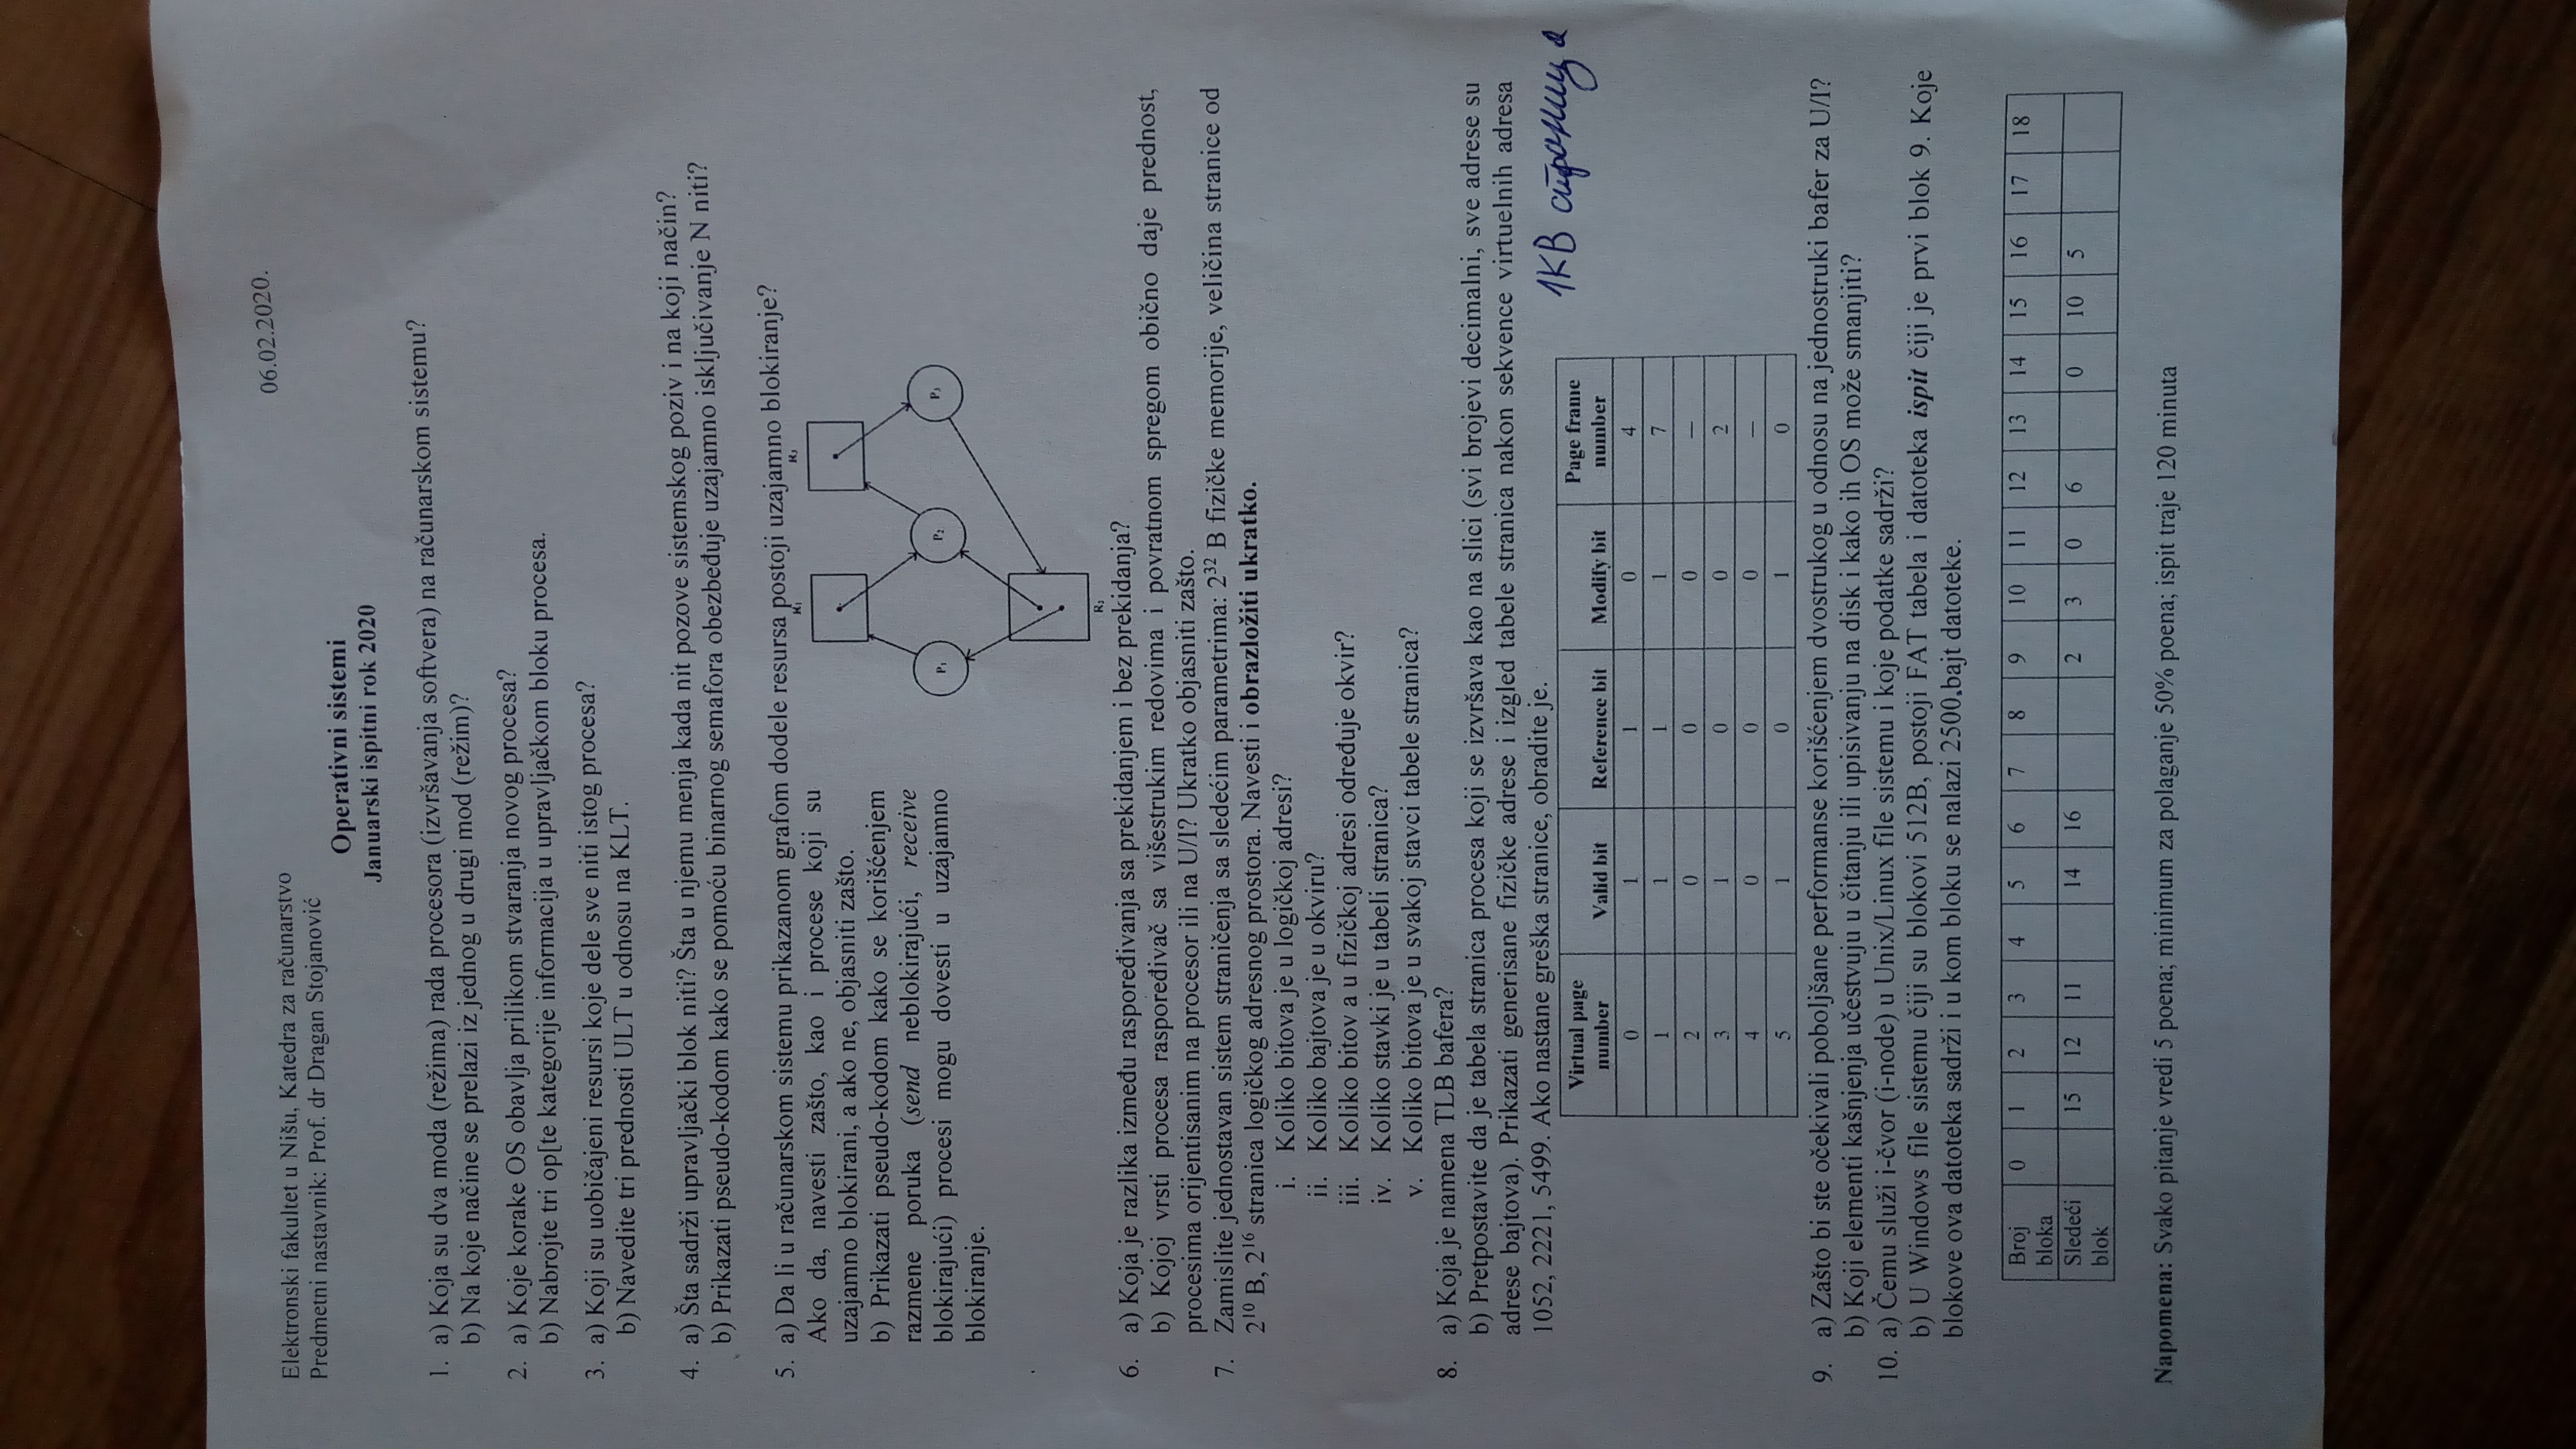 06.02.2020.
Elektronski fakultet u Nišu, Katedra za računarstvo
Predmetni nastavnik: Prof. dr Dragan Stojanović
Operativni sistemi
Januarski ispitni rok 2020
1. a) Koja su dva moda (režima) rada procesora (izvršavanja softvera) na računarskom sistemu?
b) Na koje načine se prelazi iz jednog u drugi mod (režim)?
2. a) Koje korake OS obavlja prilikom stvaranja novog procesa?
b) Nabrojte tri op[te kategorije informacija u upravljačkom bloku procesa.
3. a) Koji su uobičajeni resursi koje dele sve niti istog procesa?
b) Navedite tri prednosti ULT u odnosu na KLT.
4. a) Šta sadrži upravljački blok niti? Šta u njemu menja kada nit pozove sistemskog poziv i na koji način?
b) Prikazati pseudo-kodom kako se pomoću binarnog semafora obezbeđuje uzajamno isključivanje N niti?
5. a) Da li u računarskom sistemu prikazanom grafom dodele resursa postoji uzajamno blokiranje?
Ako da, navesti zašto, kao i procese koji su
uzajamno blokirani, a ako ne, objasniti zašto.
b) Prikazati pseudo-kodom kako se korišćenjem
razmene poruka (send neblokirajući, receive
blokirajući) procesi mogu dovesti u uzajamno
blokiranje.
R₁
P₁ P₂ P₃
6. a) Koja je razlika između raspoređivanja sa prekidanjem i bez prekidanja?
b) Kojoj vrsti procesa raspoređivač sa višestrukim redovima i povratnom spregom obično daje prednost,
procesima orijentisanim na procesor ili na U/I? Ukratko objasniti zašto.
7. Zamislite jednostavan sistem straničenja sa sledećim parametrima: 2³² B fizičke memorije, veličina stranice od
2¹⁰ B, 2¹⁶ stranica logičkog adresnog prostora. Navesti i obrazložiti ukratko.
i. Koliko bitova je u logičkoj adresi?
ii. Koliko bajtova je u okviru?
iii. Koliko bitov a u fizičkoj adresi određuje okvir?
iv. Koliko stavki je u tabeli stranica?
v. Koliko bitova je u svakoj stavci tabele stranica?
8. a) Koja je namena TLB bafera?
b) Pretpostavite da je tabela stranica procesa koji se izvršava kao na slici (svi brojevi decimalni, sve adrese su
adrese bajtova). Prikazati generisane fizičke adrese i izgled tabele stranica nakon sekvence virtuelnih adresa
1052, 2221, 5499. Ako nastane greška stranice, obradite je.
1KB страница
Virtual page number Valid bit Reference bit Modify bit Page frame number
0 1 1 0 4
1 1 1 1 7
2 0 0 0 —
3 1 0 0 2
4 0 0 0 —
5 1 0 1 0
9. a) Zašto bi ste očekivali poboljšane performanse korišćenjem dvostrukog u odnosu na jednostruki bafer za U/I?
b) Koji elementi kašnjenja učestvuju u čitanju ili upisivanju na disk i kako ih OS može smanjiti?
10. a) Čemu služi i-čvor (i-node) u Unix/Linux file sistemu i koje podatke sadrži?
b) U Windows file sistemu čiji su blokovi 512B, postoji FAT tabela i datoteka ispit čiji je prvi blok 9. Koje
blokove ova datoteka sadrži i u kom bloku se nalazi 2500.bajt datoteke.
Broj bloka 0 1 2 3 4 5 6 7 8 9 10 11 12 13 14 15 16 17 18
Sledeći blok 15 12 11 14 16 2 3 0 6 0 10 5
Napomena: Svako pitanje vredi 5 poena; minimum za polaganje 50% poena; ispit traje 120 minuta